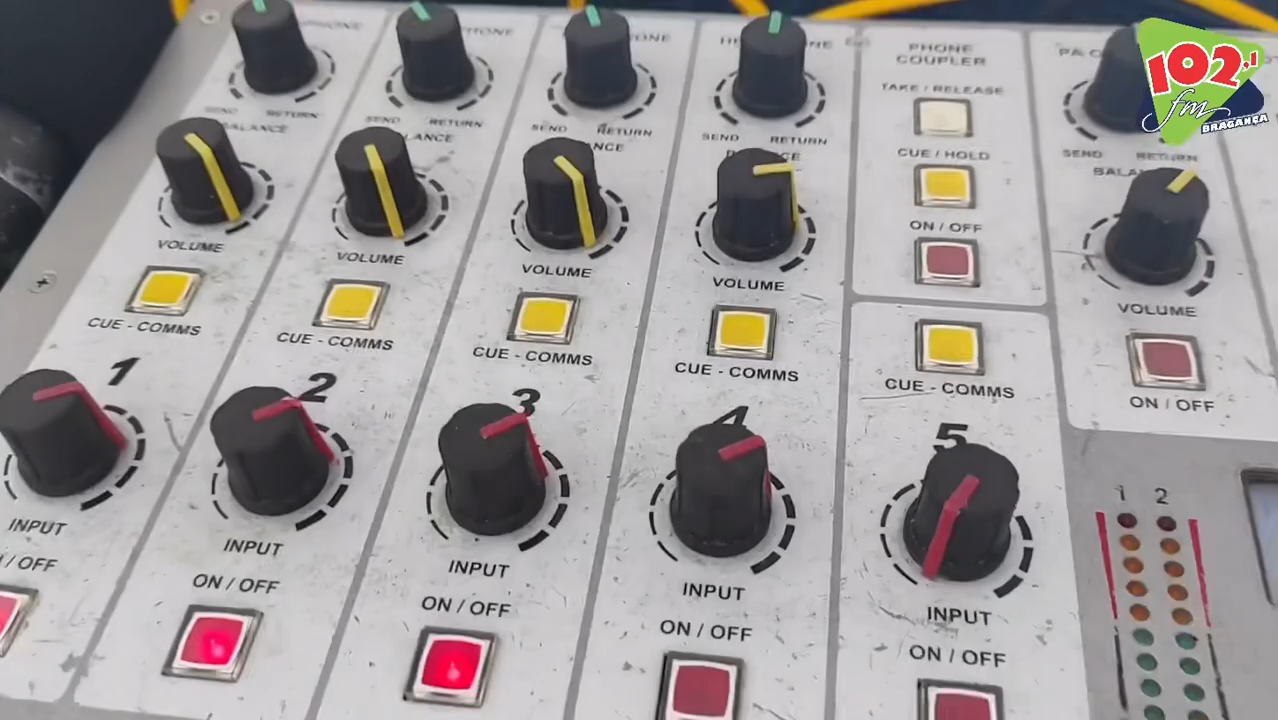 PHONE
COUPLER
TAKE / RELEASE
CUE / HOLD
ON / OFF
SEND RETURN
BALANCE
SEND RETURN
SEND RETURN
SEND RETURN
SEND RETURN
VOLUME
VOLUME
VOLUME
VOLUME
VOLUME
CUE - COMMS
CUE - COMMS
CUE - COMMS
CUE - COMMS
CUE - COMMS
ON / OFF
1
2
3
4
5
INPUT
INPUT
INPUT
INPUT
INPUT
/ OFF
ON / OFF
ON / OFF
ON / OFF
ON / OFF
1 2
102,1
fm
BRAGANÇA